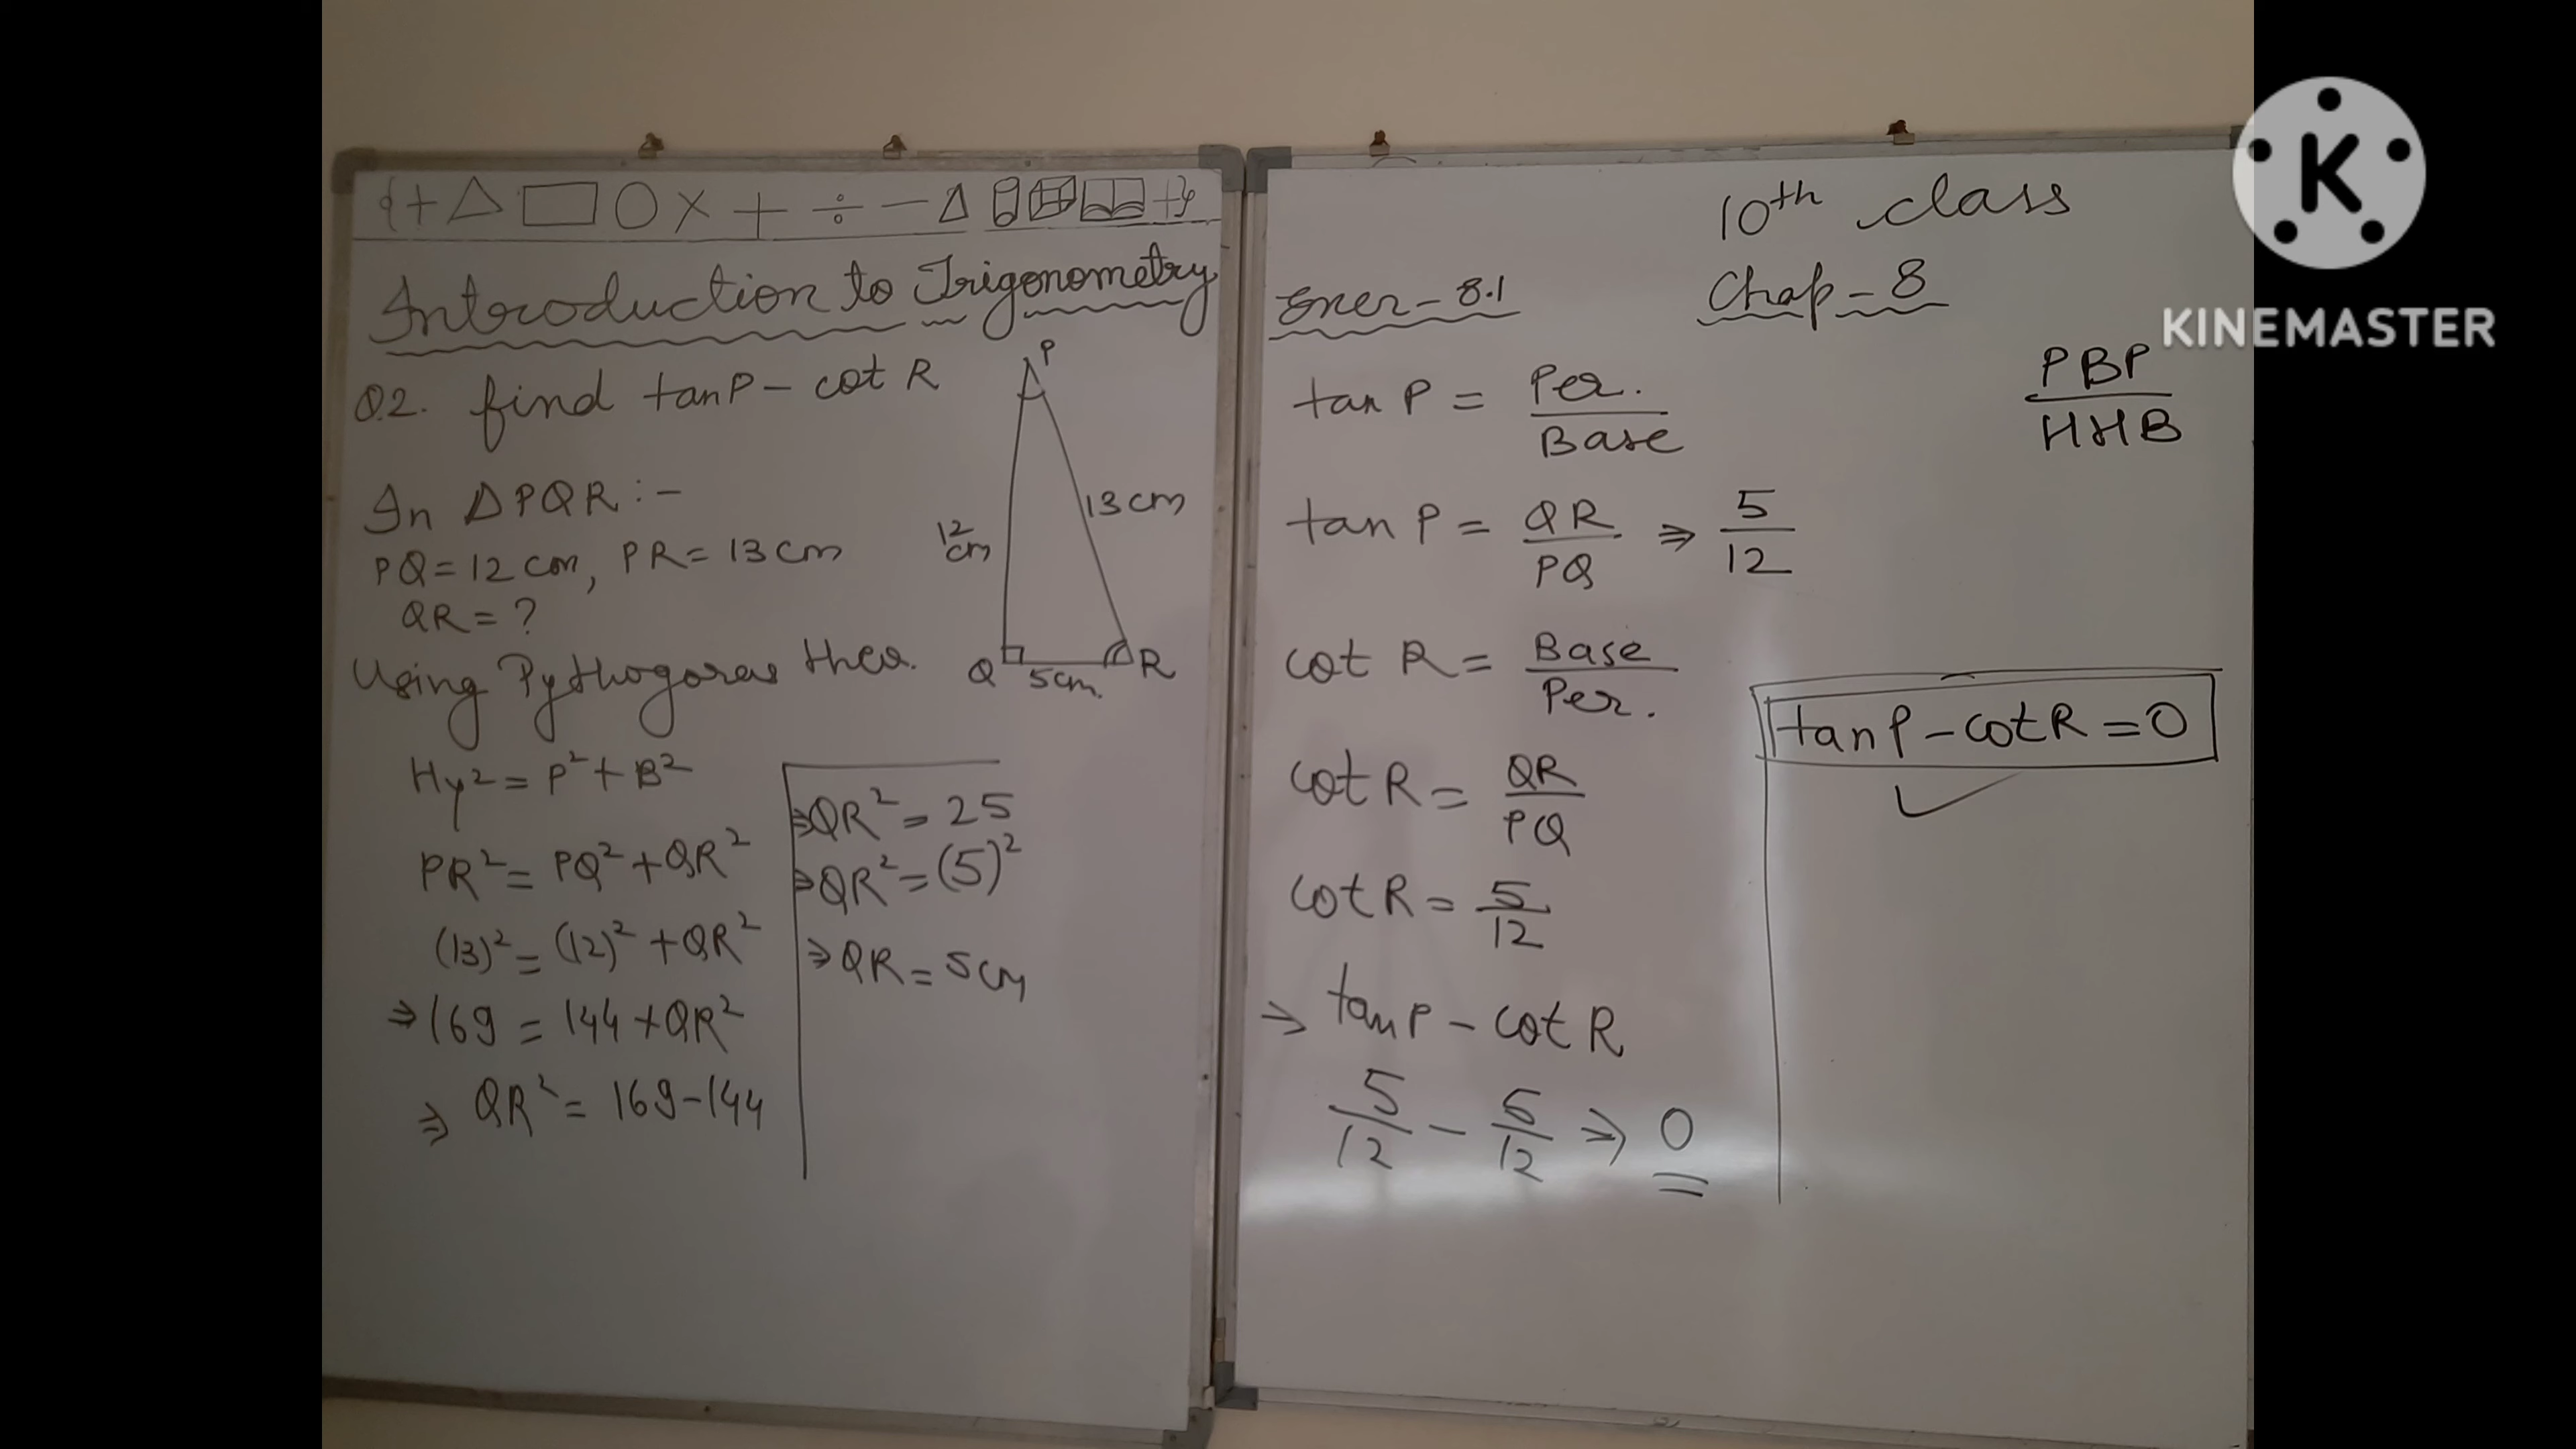 {+ △ ▭ ○ × + ÷ − △ +}
Introduction to Trigonometry
Q.2. find tanP - cot R
P
In △PQR :-
12 cm
13 cm
PQ = 12 cm, PR = 13 cm
QR = ?
Q 5cm. R
Using Pythogoras theo.
Hy² = P² + B²
PR² = PQ² + QR²
(13)² = (12)² + QR²
⇒ 169 = 144 + QR²
⇒ QR² = 169 - 144
⇒ QR² = 25
⇒ QR² = (5)²
⇒ QR = 5cm
10th class
Exer - 8.1
Chap - 8
PBP
HHB
tan P = Per. / Base
tan P = QR / PQ ⇒ 5 / 12
cot R = Base / Per.
cot R = QR / PQ
cot R = 5 / 12
⇒ tanP - cot R
5/12 - 5/12 ⇒ 0
tanP - cotR = 0
K
KINEMASTER